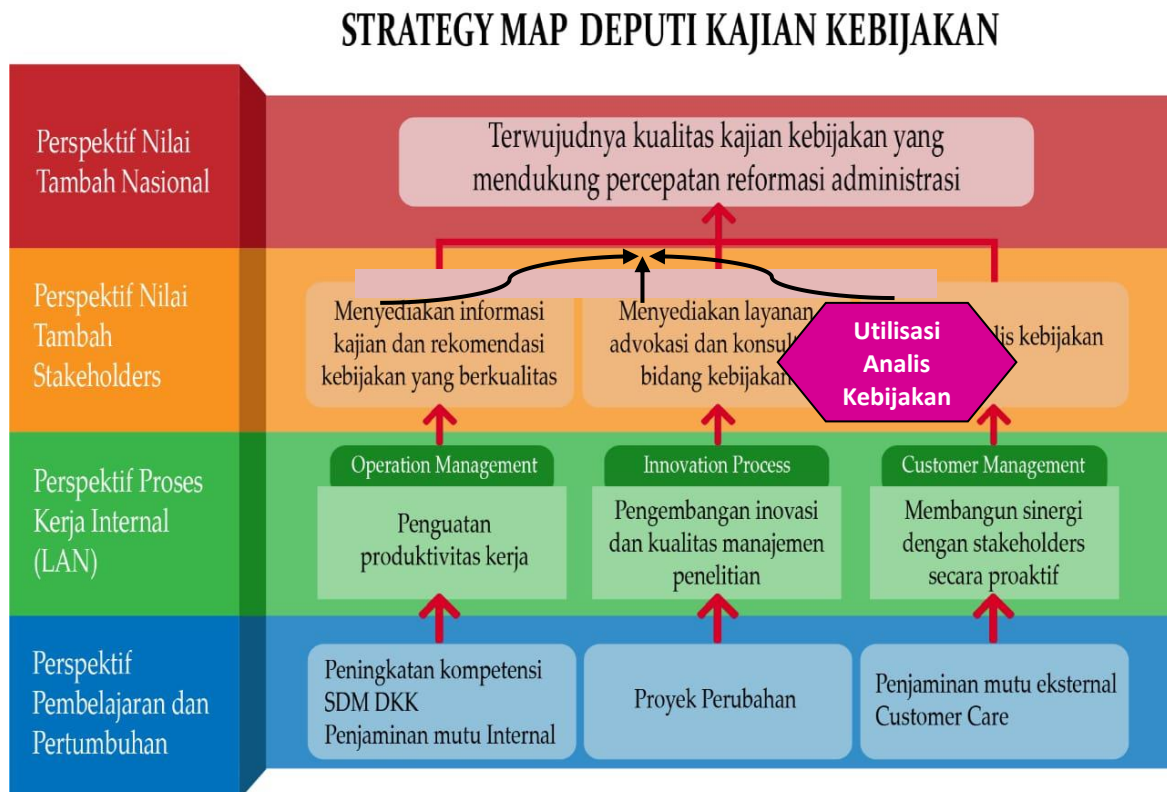 STRATEGY MAP DEPUTI KAJIAN KEBIJAKAN
Perspektif Nilai
Tambah Nasional
Terwujudnya kualitas kajian kebijakan yang
mendukung percepatan reformasi administrasi
Perspektif Nilai
Tambah
Stakeholders
Menyediakan informasi
kajian dan rekomendasi
kebijakan yang berkualitas
Menyediakan layanan
advokasi dan
bidang kebijakan
Utilisasi
Analis
Kebijakan
kebijakan
Perspektif Proses
Kerja Internal
(LAN)
Operation Management
Penguatan
produktivitas kerja
Innovation Process
Pengembangan inovasi
dan kualitas manajemen
penelitian
Customer Management
Membangun sinergi
dengan stakeholders
secara proaktif
Perspektif
Pembelajaran dan
Pertumbuhan
Peningkatan kompetensi
SDM DKK
Penjaminan mutu Internal
Proyek Perubahan
Penjaminan mutu eksternal
Customer Care